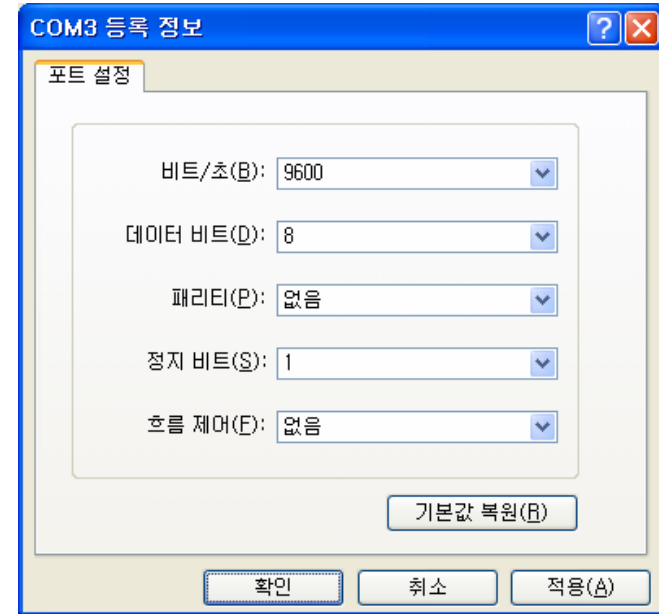 COM3 등록 정보
포트 설정
비트/초(B): 9600
데이터 비트(D): 8
패리티(P): 없음
정지 비트(S): 1
흐름 제어(F): 없음
기본값 복원(R)
확인 취소 적용(A)